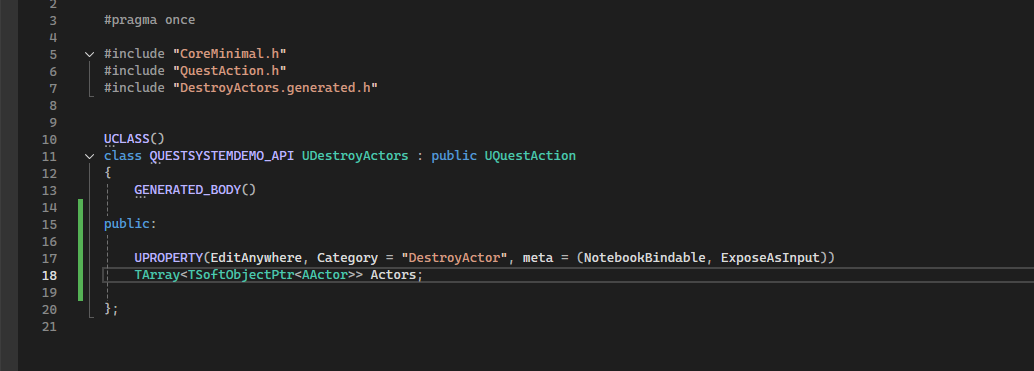 2
3 #pragma once
4
5 #include "CoreMinimal.h"
6 #include "QuestAction.h"
7 #include "DestroyActors.generated.h"
8
9
10 UCLASS()
11 class QUESTSYSTEMDEMO_API UDestroyActors : public UQuestAction
12 {
13 GENERATED_BODY()
14
15 public:
16
17 UPROPERTY(EditAnywhere, Category = "DestroyActor", meta = (NotebookBindable, ExposeAsInput))
18 TArray<TSoftObjectPtr<AActor>> Actors;
19
20 };
21